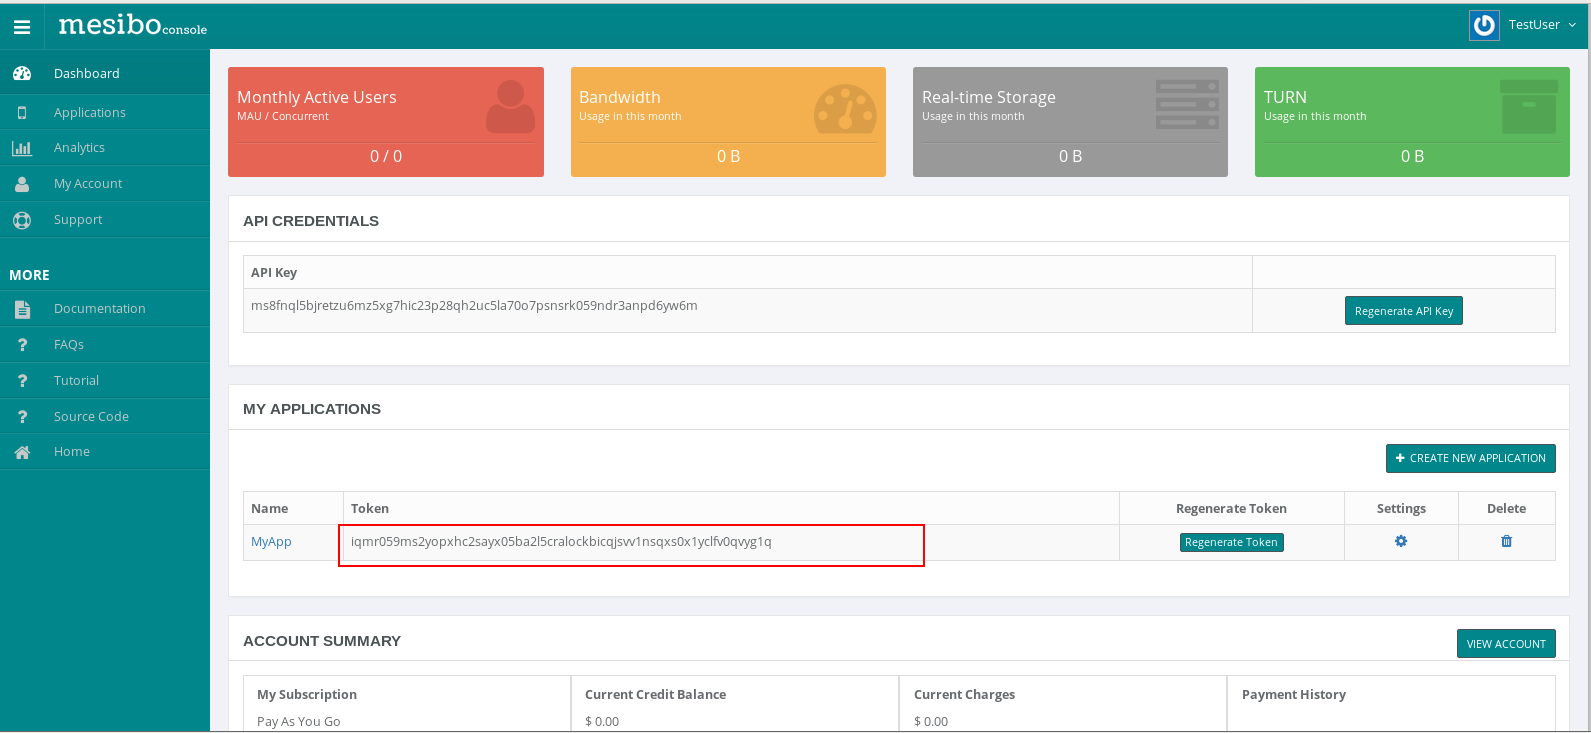 mesibo console
TestUser
Dashboard
Applications
Analytics
My Account
Support
MORE
Documentation
FAQs
Tutorial
Source Code
Home
Monthly Active Users
MAU / Concurrent
0 / 0
Bandwidth
Usage in this month
0 B
Real-time Storage
Usage in this month
0 B
TURN
Usage in this month
0 B
API CREDENTIALS
API Key
ms8fnql5bjretzu6mz5xg7hic23p28qh2uc5la70o7psnsrk059ndr3anpd6yw6m
Regenerate API Key
MY APPLICATIONS
CREATE NEW APPLICATION
Name Token Regenerate Token Settings Delete
MyApp iqmr059ms2yopxhc2sayx05ba2l5cralockbicqjsvv1nsqxs0x1yclfv0qvyg1q Regenerate Token
ACCOUNT SUMMARY
VIEW ACCOUNT
My Subscription Current Credit Balance Current Charges Payment History
Pay As You Go $ 0.00 $ 0.00